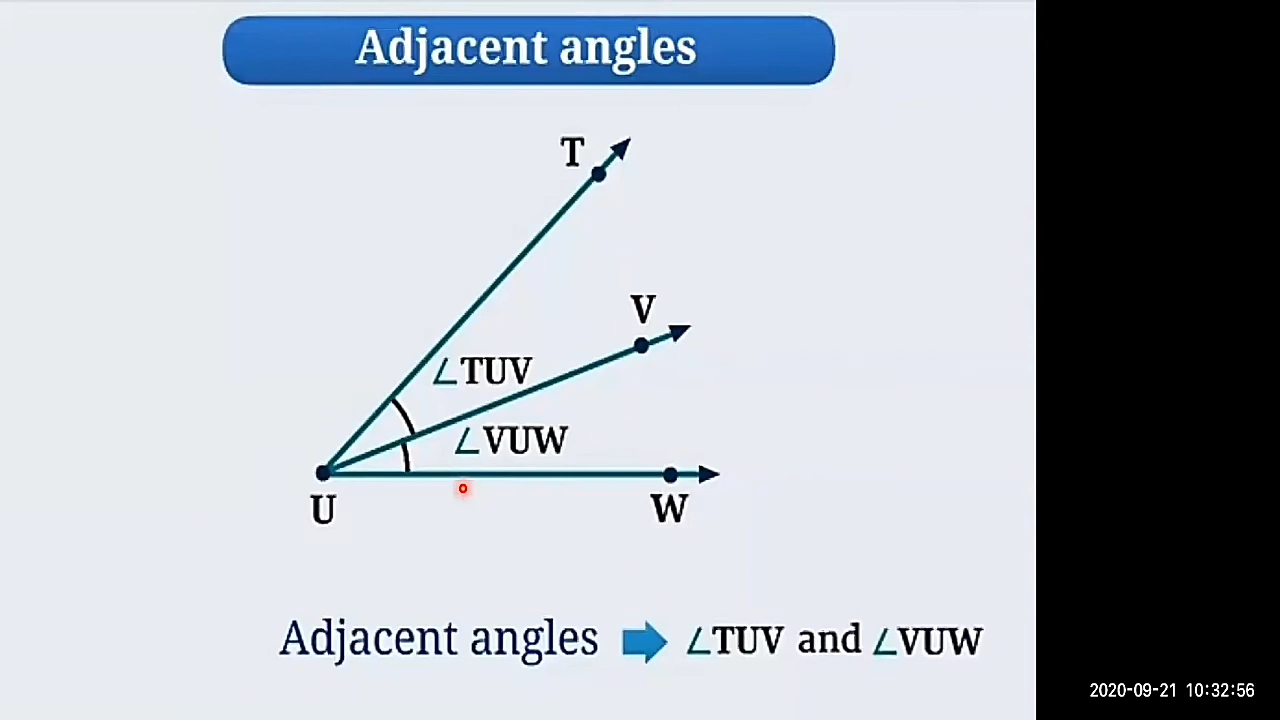 Adjacent angles
T
V
∠TUV
∠VUW
U
W
Adjacent angles ➡ ∠TUV and ∠VUW
2020-09-21 10:32:56